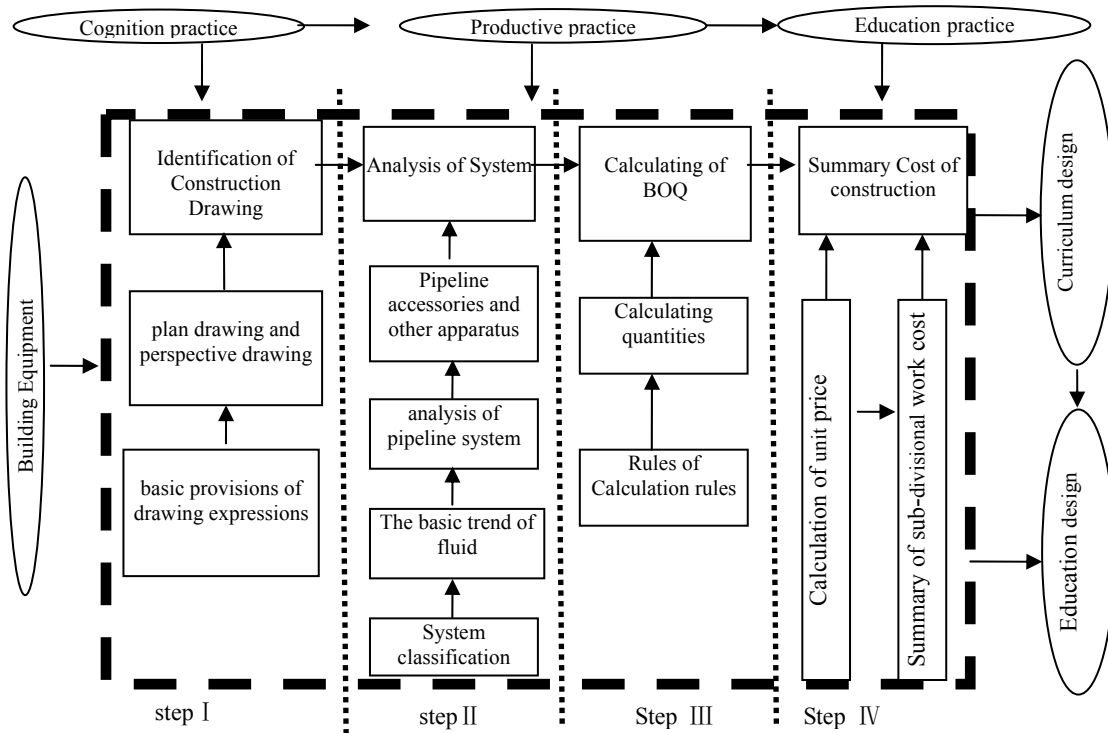 Cognition practice
Productive practice
Education practice
Building Equipment
Identification of
Construction
Drawing
plan drawing and
perspective drawing
basic provisions of
drawing expressions
step Ⅰ
Analysis of System
Pipeline
accessories and
other apparatus
analysis of
pipeline system
The basic trend of
fluid
System
classification
step Ⅱ
Calculating of
BOQ
Calculating
quantities
Rules of
Calculation rules
Step Ⅲ
Summary Cost of
construction
Calculation of unit price
Summary of sub-divisional work cost
Step Ⅳ
Curriculum design
Education design